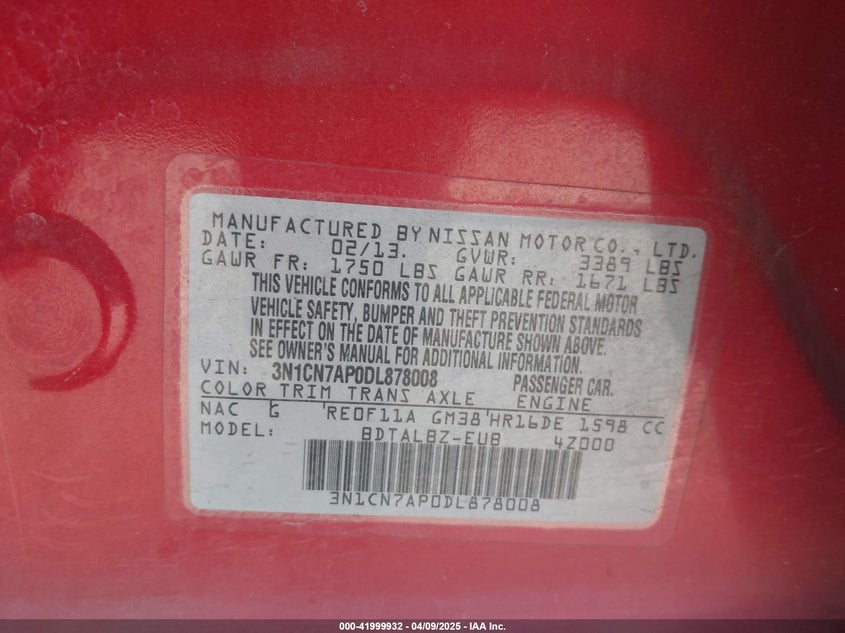 MANUFACTURED BY NISSAN MOTOR CO., LTD.
DATE: 02/13. GVWR: 3389 LBS
GAWR FR: 1750 LBS GAWR RR: 1671 LBS
THIS VEHICLE CONFORMS TO ALL APPLICABLE FEDERAL MOTOR
VEHICLE SAFETY, BUMPER AND THEFT PREVENTION STANDARDS
IN EFFECT ON THE DATE OF MANUFACTURE SHOWN ABOVE.
SEE OWNER'S MANUAL FOR ADDITIONAL INFORMATION.
VIN: 3N1CN7AP0DL878008 PASSENGER CAR.
COLOR TRIM TRANS AXLE ENGINE
NAC G 'RE0F11A GM38'HR16DE 1598 CC
MODEL: BDTALBZ-EUB 4Z000
3N1CN7AP0DL878008
000-41999932 - 04/09/2025 - IAA Inc.